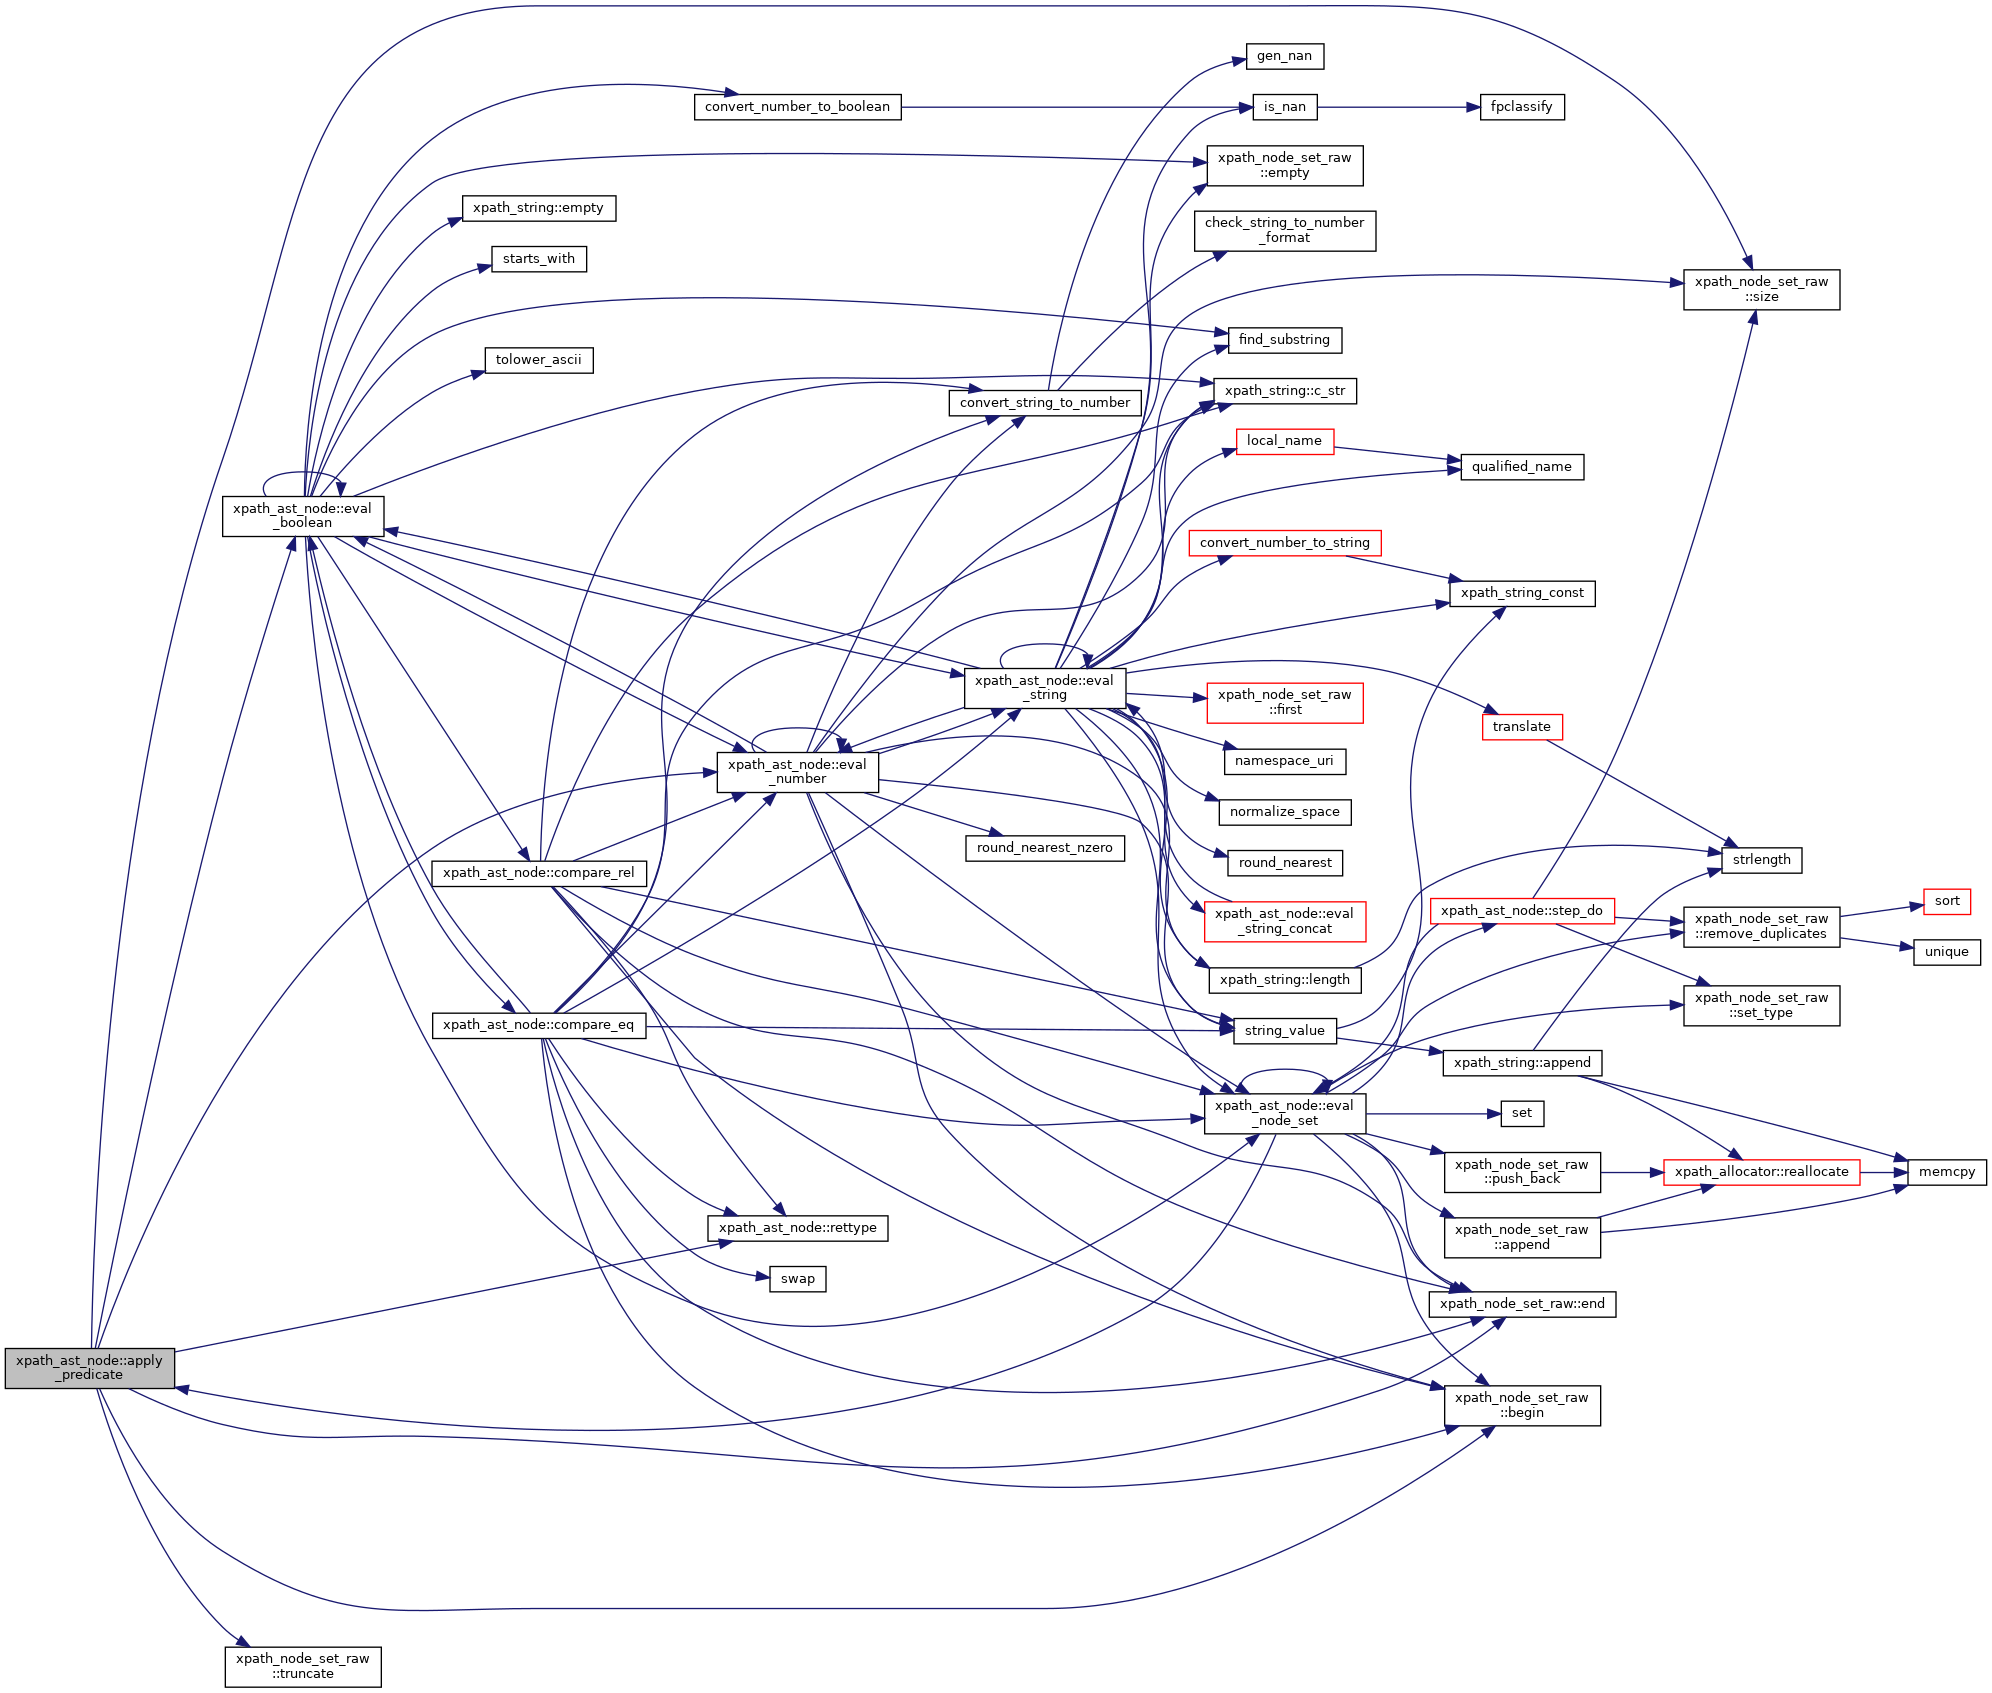 gen_nan
convert_number_to_boolean
is_nan
fpclassify
xpath_node_set_raw
::empty
xpath_string::empty
check_string_to_number
_format
starts_with
xpath_node_set_raw
::size
find_substring
tolower_ascii
xpath_string::c_str
convert_string_to_number
local_name
qualified_name
xpath_ast_node::eval
_boolean
convert_number_to_string
xpath_string_const
xpath_ast_node::eval
_string
xpath_node_set_raw
::first
translate
namespace_uri
xpath_ast_node::eval
_number
normalize_space
round_nearest_nzero
round_nearest
strlength
xpath_ast_node::compare_rel
xpath_ast_node::eval
_string_concat
xpath_ast_node::step_do
xpath_node_set_raw
::remove_duplicates
sort
unique
xpath_string::length
xpath_node_set_raw
::set_type
xpath_ast_node::compare_eq
string_value
xpath_string::append
xpath_ast_node::eval
_node_set
set
xpath_node_set_raw
::push_back
xpath_allocator::reallocate
memcpy
xpath_ast_node::rettype
xpath_node_set_raw
::append
swap
xpath_node_set_raw::end
xpath_ast_node::apply
_predicate
xpath_node_set_raw
::begin
xpath_node_set_raw
::truncate